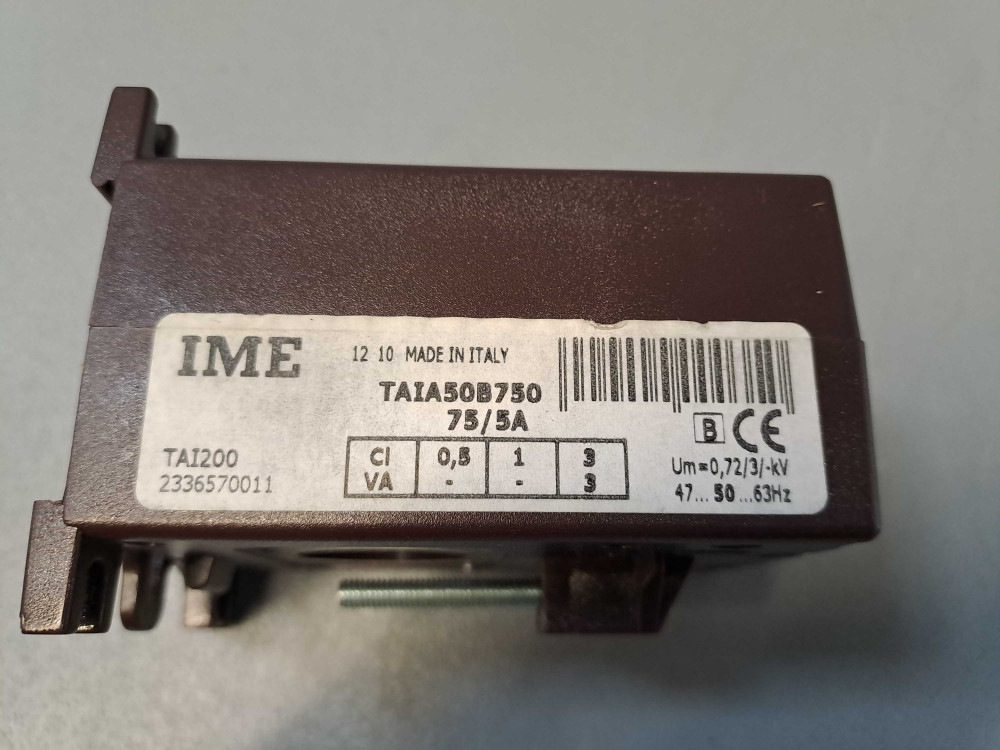 IME
12 10 MADE IN ITALY
TAIA50B750
75/5A
B CE
TAI200
2336570011
CI 0,5 1 3
VA - - 3
Um=0,72/3/-kV
47...50...63Hz